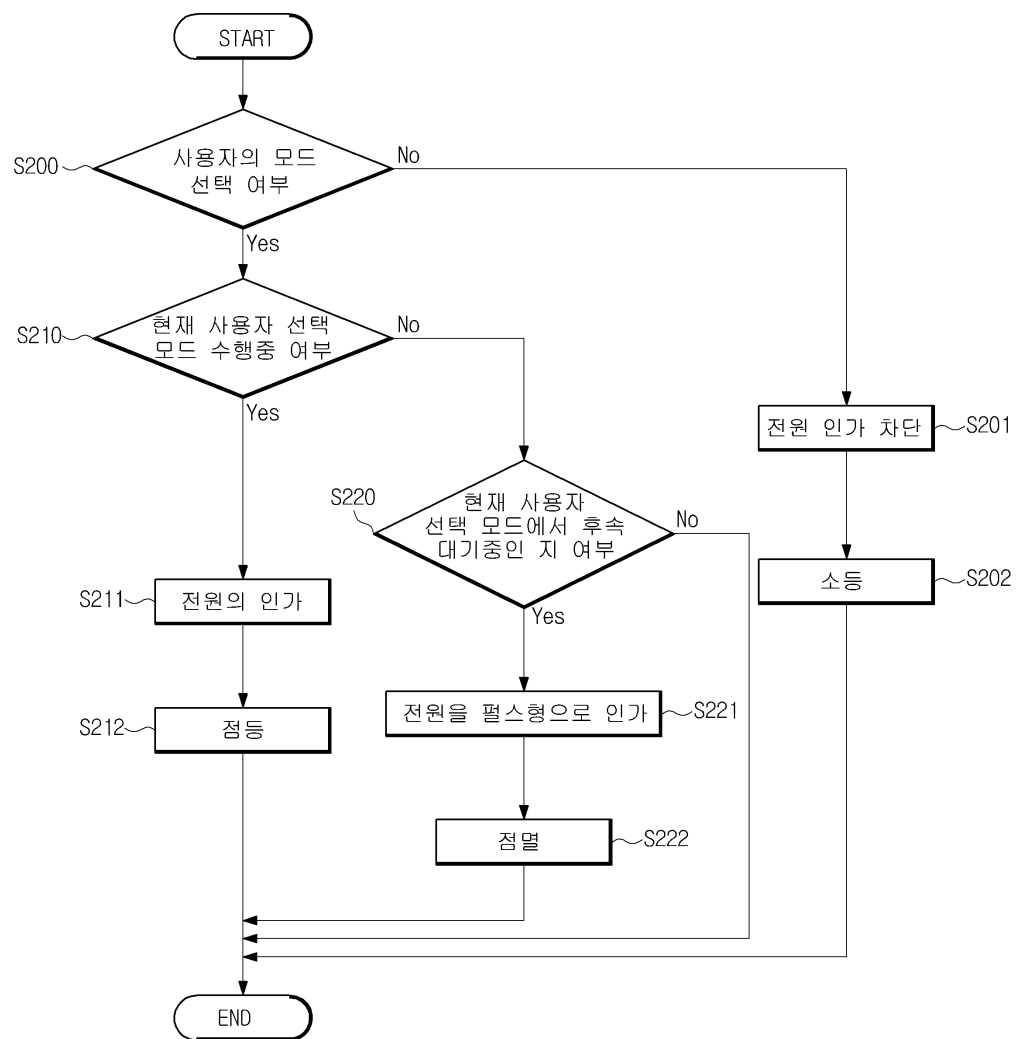 START
S200
사용자의 모드
선택 여부
No
Yes
S210
현재 사용자 선택
모드 수행중 여부
No
Yes
전원 인가 차단
S201
S220
현재 사용자
선택 모드에서 후속
대기중인 지 여부
No
Yes
S211
전원의 인가
소등
S202
전원을 펄스형으로 인가
S221
S212
점등
점멸
S222
END